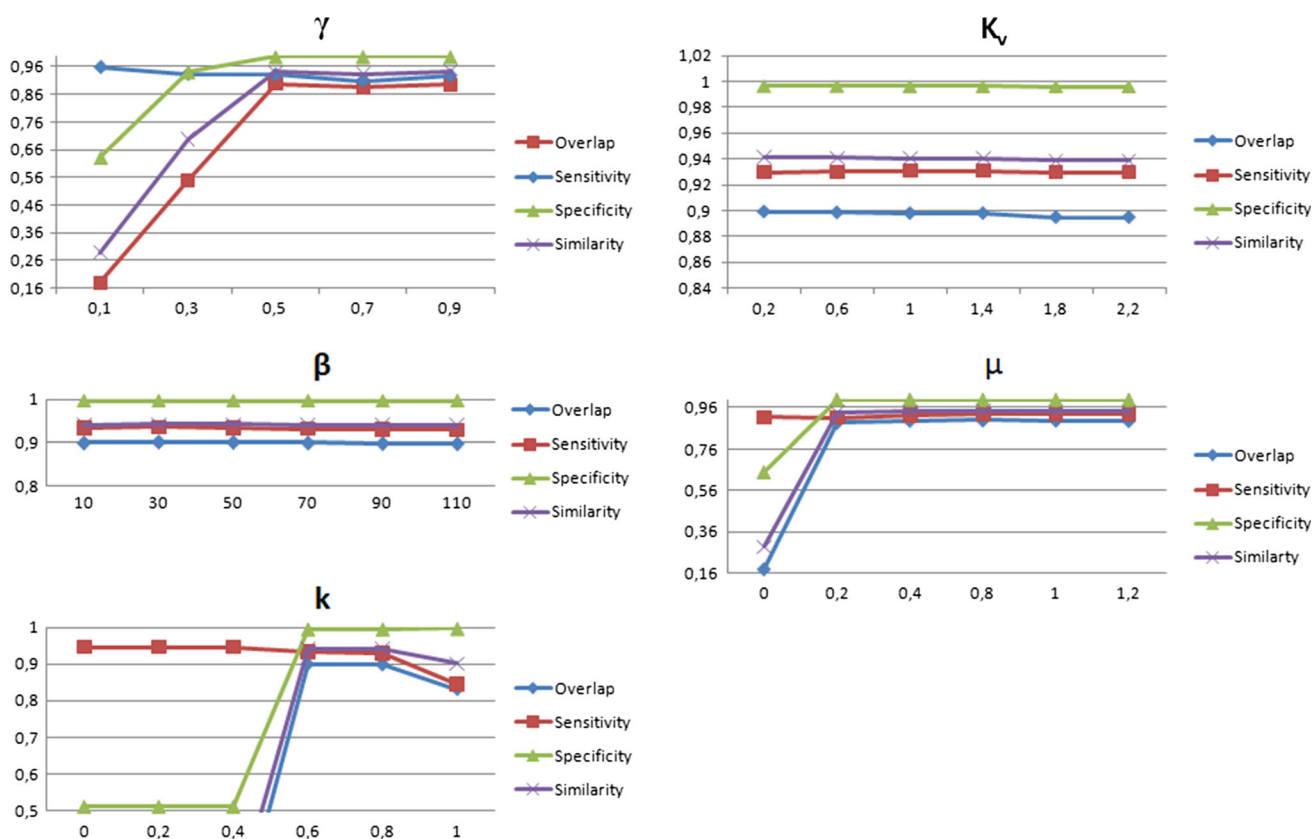 γ
0,96
0,86
0,76
0,66
0,56
0,46
0,36
0,26
0,16
0,1 0,3 0,5 0,7 0,9
Overlap
Sensitivity
Specificity
Similarity
Kv
1,02
1
0,98
0,96
0,94
0,92
0,9
0,88
0,86
0,84
0,2 0,6 1 1,4 1,8 2,2
Overlap
Sensitivity
Specificity
Similarity
β
1
0,9
0,8
10 30 50 70 90 110
Overlap
Sensitivity
Specificity
Similarity
μ
0,96
0,76
0,56
0,36
0,16
0 0,2 0,4 0,8 1 1,2
Overlap
Sensitivity
Specificity
Similarty
k
1
0,9
0,8
0,7
0,6
0,5
0 0,2 0,4 0,6 0,8 1
Overlap
Sensitivity
Specificity
Similarity